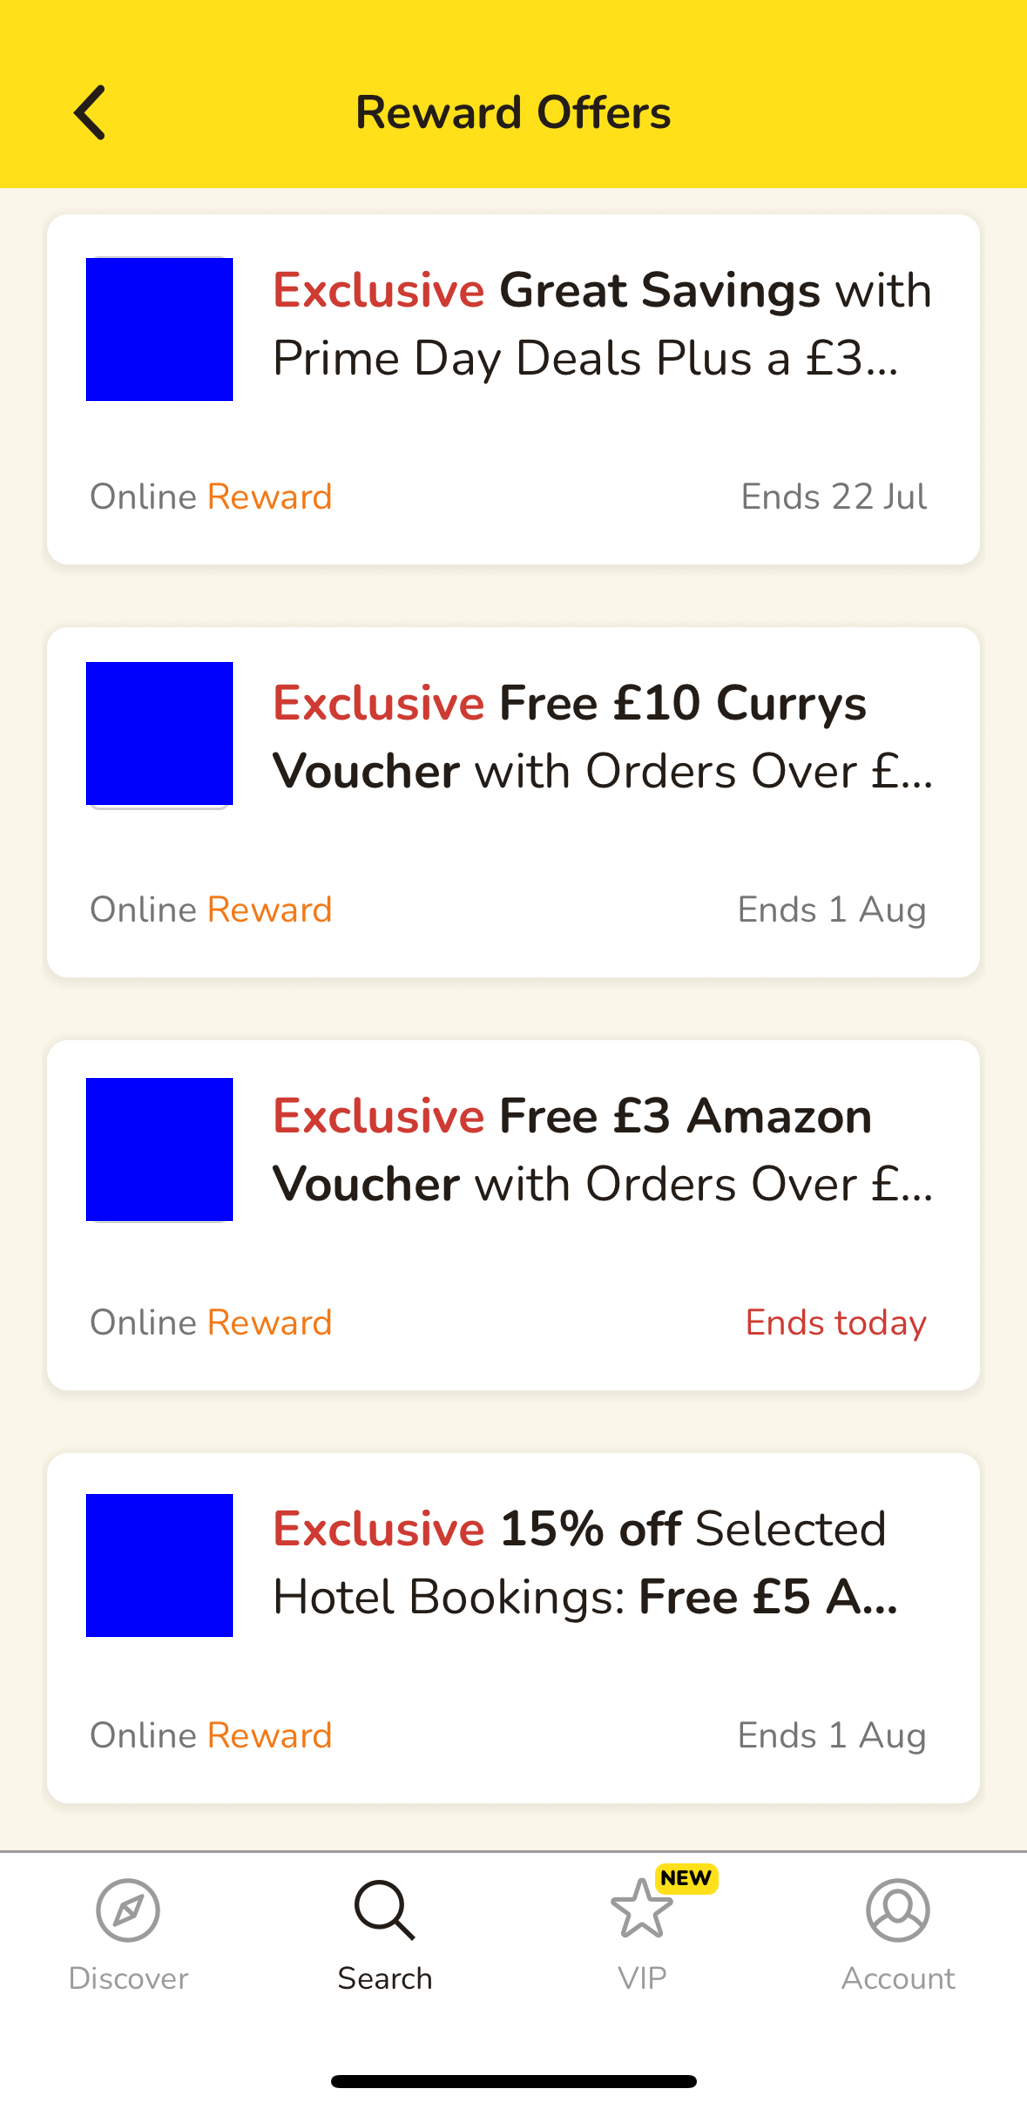 Reward Offers
Exclusive Great Savings with
Prime Day Deals Plus a £3...
Online Reward
Ends 22 Jul
Exclusive Free £10 Currys
Voucher with Orders Over £...
Online Reward
Ends 1 Aug
Exclusive Free £3 Amazon
Voucher with Orders Over £...
Online Reward
Ends today
Exclusive 15% off Selected
Hotel Bookings: Free £5 A...
Online Reward
Ends 1 Aug
NEW
Discover
Search
VIP
Account